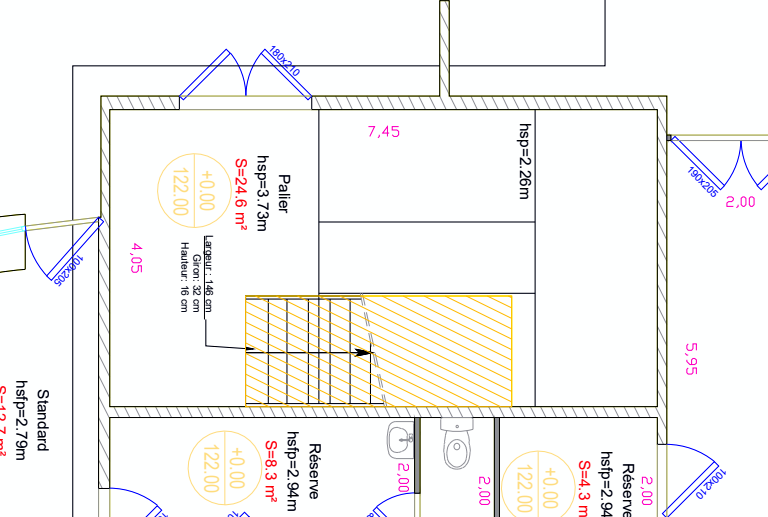 180x210
7,45
hsp=2.26m
190x205
2,00
Palier
hsfp=3.73m
S=24.6 m²
+0.00
122.00
4,05
100x205
Largeur : 146 cm
Giron: 32 cm
Hauteur: 16 cm
5,95
Standard
hsfp=2.79m
S=12.7 m²
Réserve
hsfp=2.94m
S=8.3 m²
+0.00
122.00
2,00
2,00
Réserve
hsfp=2.94
S=4.3 m
+0.00
122.00
2,00
100x210